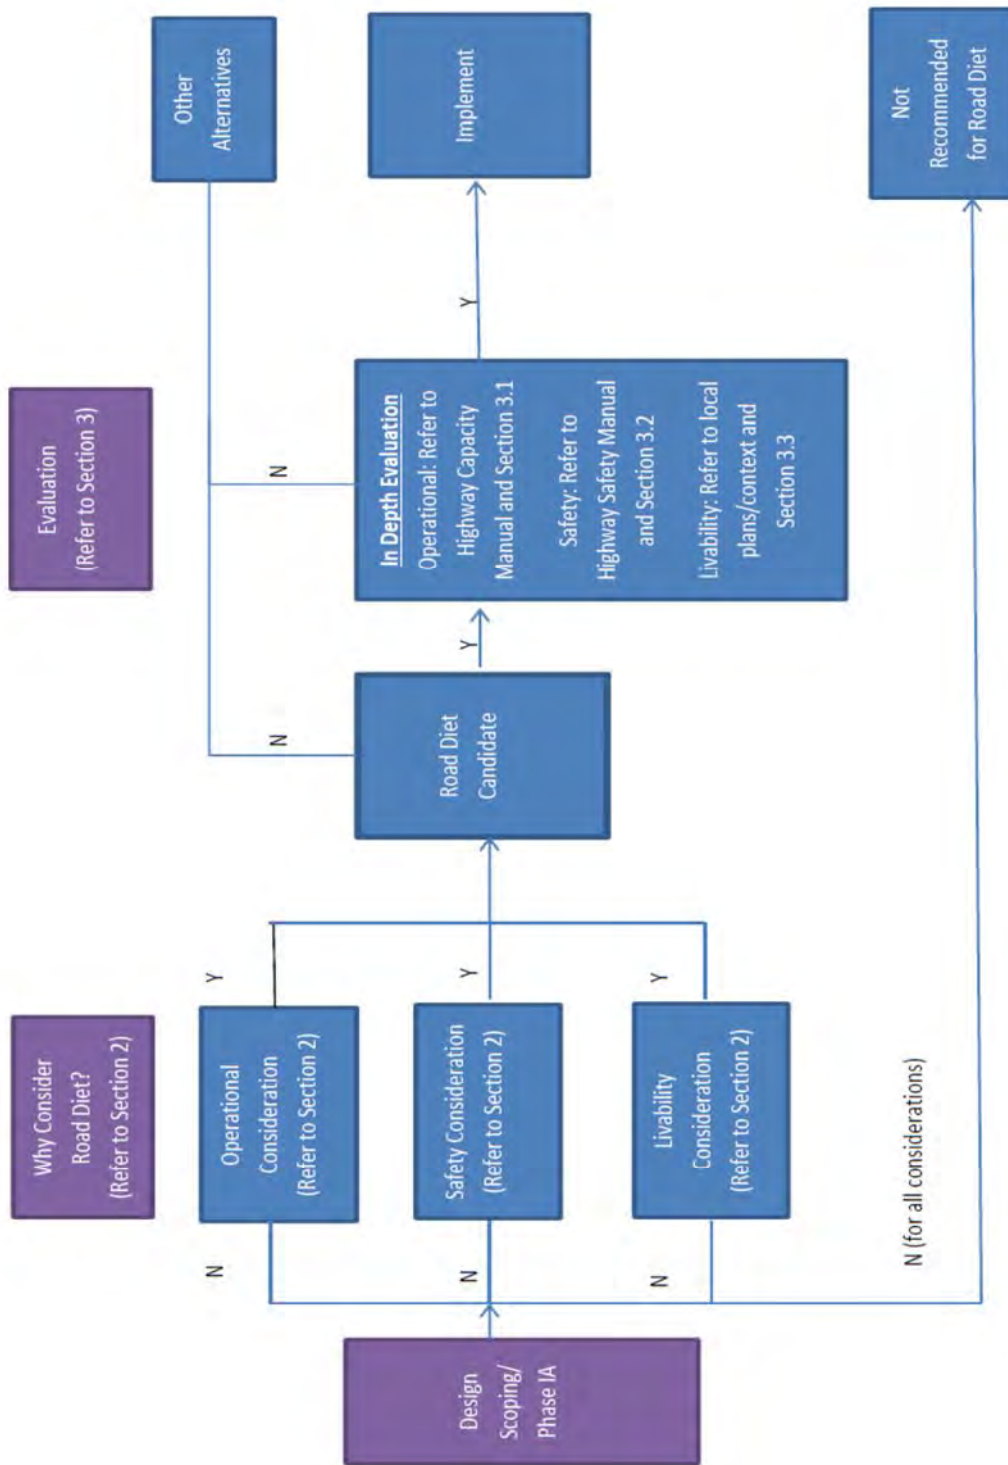 Why Consider
Road Diet?
(Refer to Section 2)
Evaluation
(Refer to Section 3)
Design
Scoping/
Phase IA
N
Operational
Consideration
(Refer to Section 2)
Y
N
Safety Consideration
(Refer to Section 2)
Y
N
Livability
Consideration
(Refer to Section 2)
Y
N (for all considerations)
Road Diet
Candidate
N
Y
In Depth Evaluation
Operational: Refer to
Highway Capacity
Manual and Section 3.1
Safety: Refer to
Highway Safety Manual
and Section 3.2
Livability: Refer to local
plans/context and
Section 3.3
N
Y
Other
Alternatives
Implement
Not
Recommended
for Road Diet